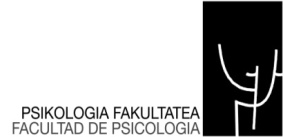 PSIKOLOGIA FAKULTATEA
FACULTAD DE PSICOLOGIA